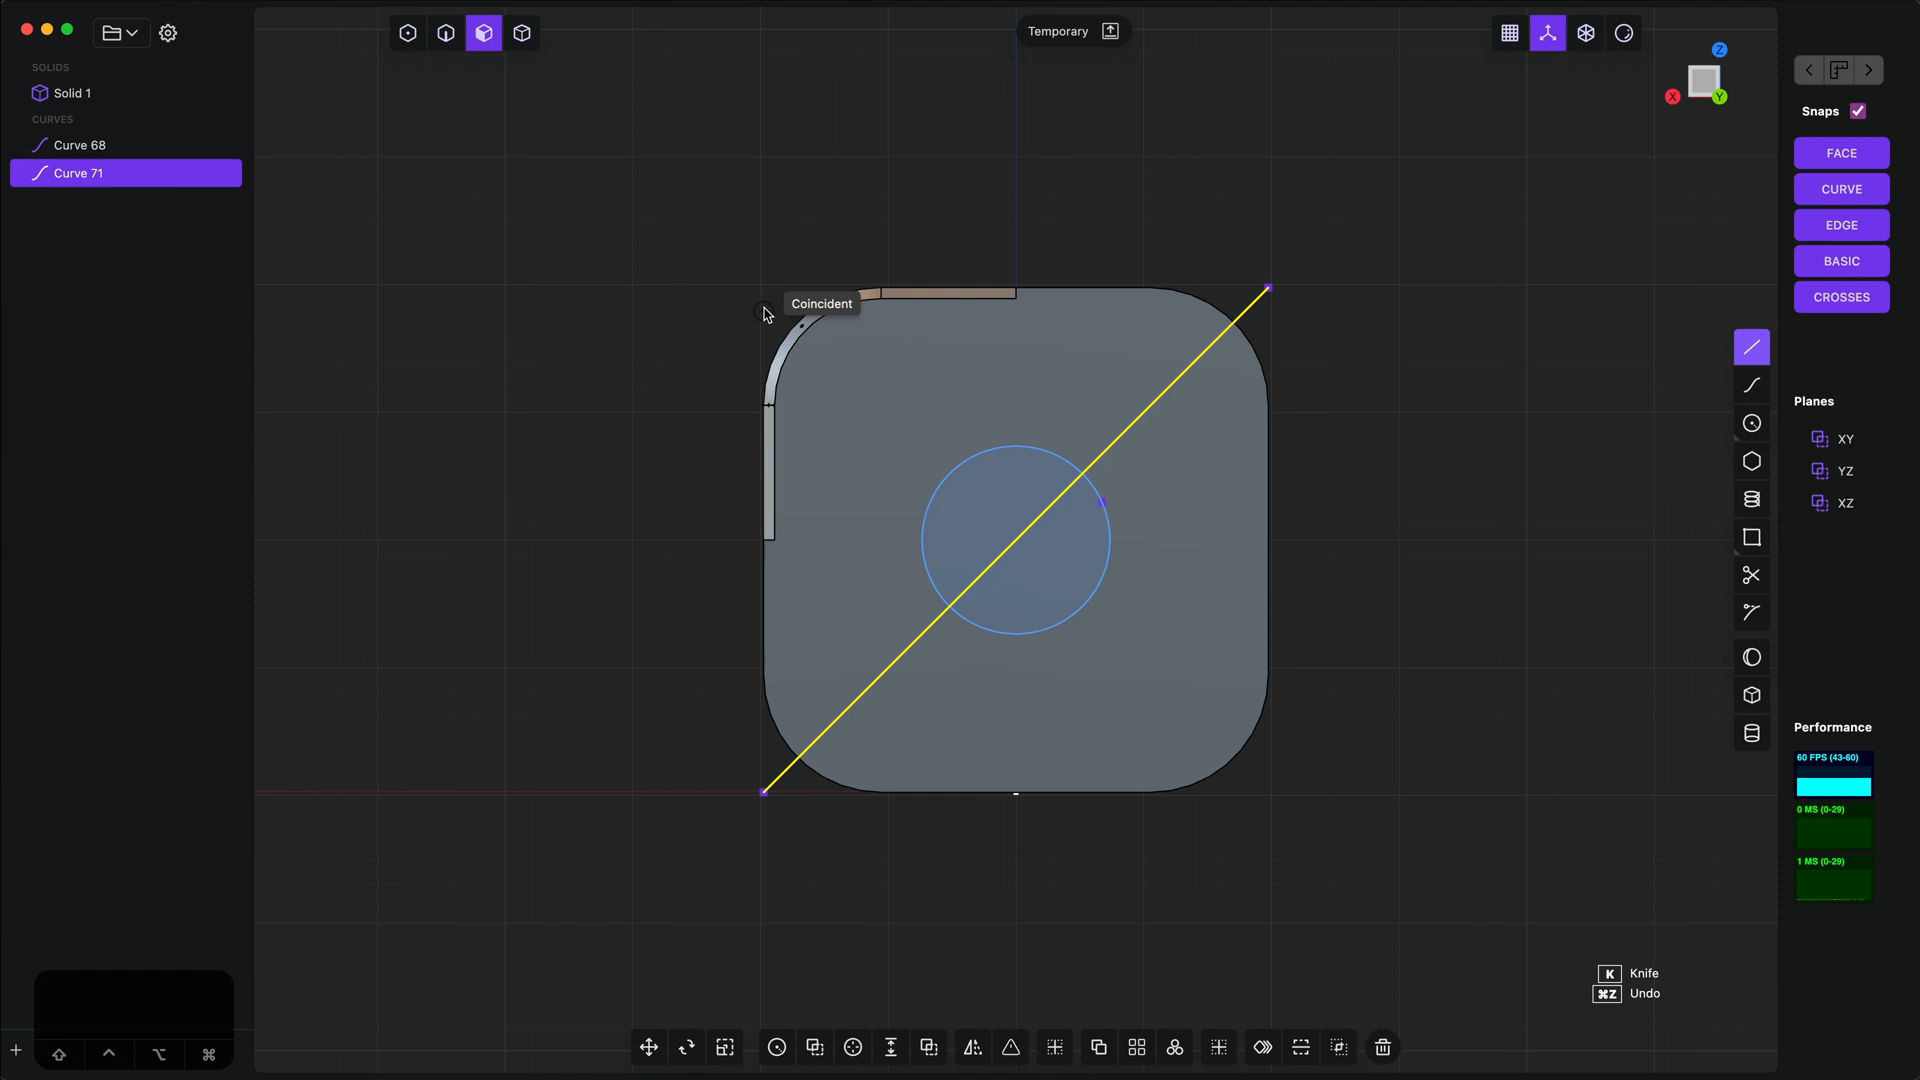 Temporary
SOLIDS
Solid 1
CURVES
Curve 68
Curve 71
Z
X
Y
Snaps
FACE
CURVE
EDGE
BASIC
CROSSES
Coincident
Planes
XY
YZ
XZ
Performance
60 FPS (43-60)
0 MS (0-29)
1 MS (0-29)
K Knife
⌘Z Undo